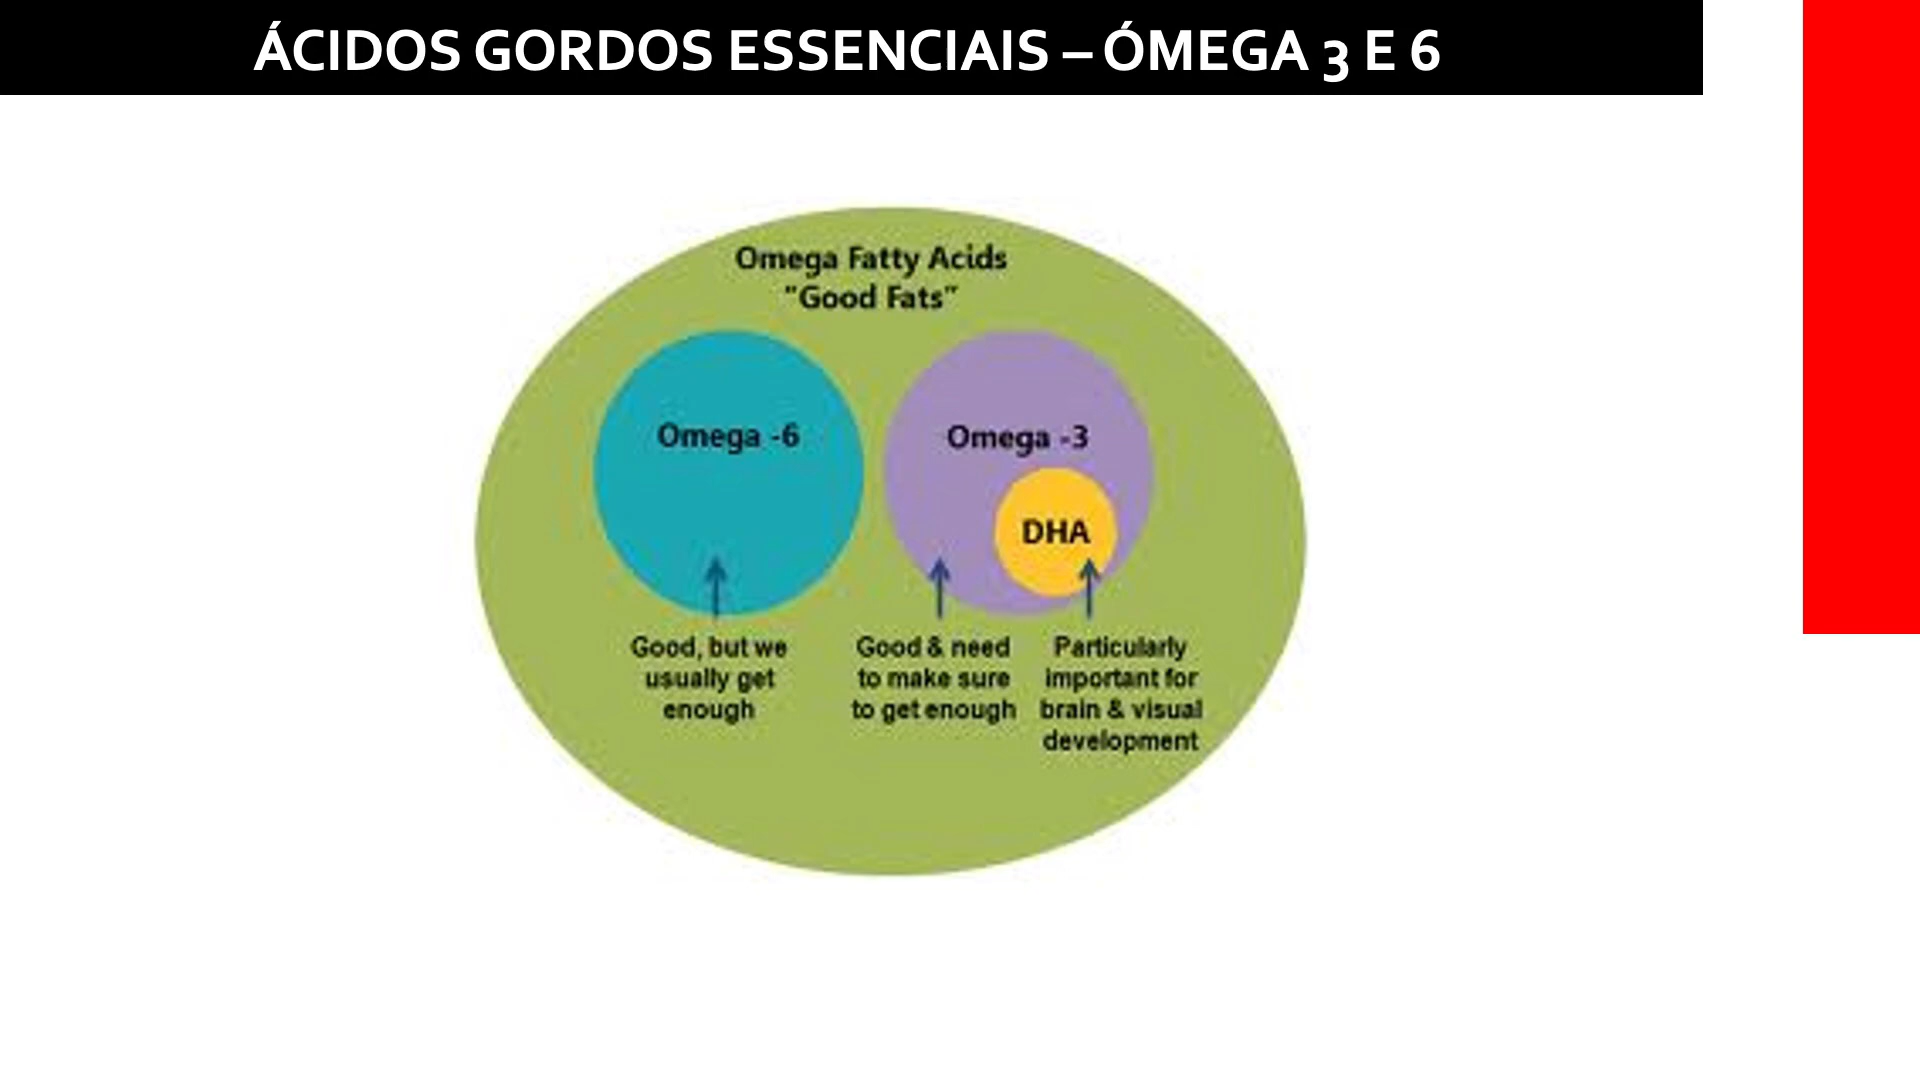 ÁCIDOS GORDOS ESSENCIAIS – ÓMEGA 3 E 6
Omega Fatty Acids
"Good Fats"
Omega -6
Omega -3
DHA
Good, but we
usually get
enough
Good & need
to make sure
to get enough
Particularly
important for
brain & visual
development